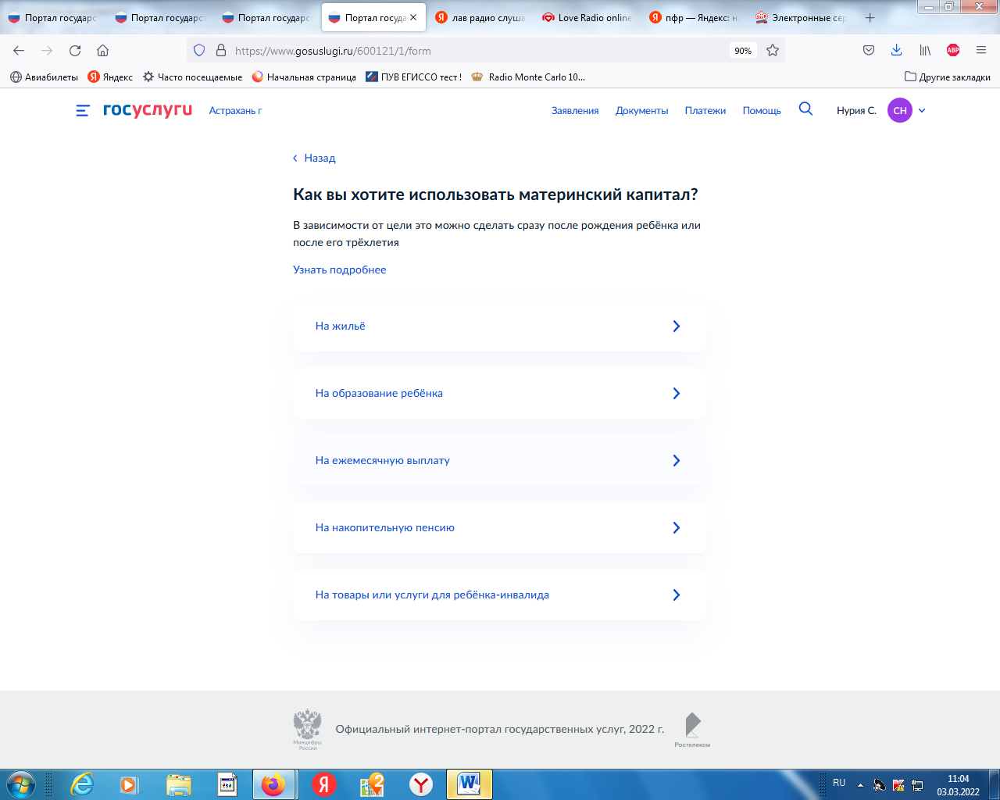 Портал государст
Портал государст
Портал государст
Портал госуда
лав радио слуша
Love Radio online
пфр — Яндекс: н
Электронные сер
https://www.gosuslugi.ru/600121/1/form
90%
ABP
Авиабилеты
Яндекс
Часто посещаемые
Начальная страница
ПУВ ЕГИССО тест !
Radio Monte Carlo 10...
Другие закладки
госуслуги
Астрахань г
Заявления
Документы
Платежи
Помощь
Нурия С.
СН
Назад
Как вы хотите использовать материнский капитал?
В зависимости от цели это можно сделать сразу после рождения ребёнка или
после его трёхлетия
Узнать подробнее
На жильё
На образование ребёнка
На ежемесячную выплату
На накопительную пенсию
На товары или услуги для ребёнка-инвалида
Минцифры
России
Официальный интернет-портал государственных услуг, 2022 г.
Ростелеком
RU
11:04
03.03.2022